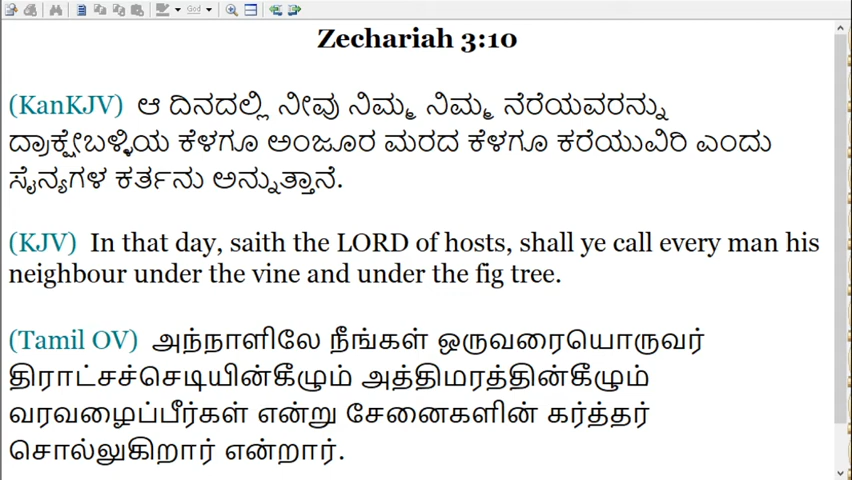 God
Zechariah 3:10
(KanKJV) ಆ ದಿನದಲ್ಲಿ ನೀವು ನಿಮ್ಮ ನಿಮ್ಮ ನೆರೆಯವರನ್ನು
ದ್ರಾಕ್ಷೇಬಳ್ಳಿಯ ಕೆಳಗೂ ಅಂಜೂರ ಮರದ ಕೆಳಗೂ ಕರೆಯುವಿರಿ ಎಂದು
ಸೈನ್ಯಗಳ ಕರ್ತನು ಅನ್ನುತ್ತಾನೆ.
(KJV) In that day, saith the LORD of hosts, shall ye call every man his
neighbour under the vine and under the fig tree.
(Tamil OV) அந்நாளிலே நீங்கள் ஒருவரையொருவர்
திராட்சச்செடியின்கீழும் அத்திமரத்தின்கீழும்
வரவழைப்பீர்கள் என்று சேனைகளின் கர்த்தர்
சொல்லுகிறார் என்றார்.